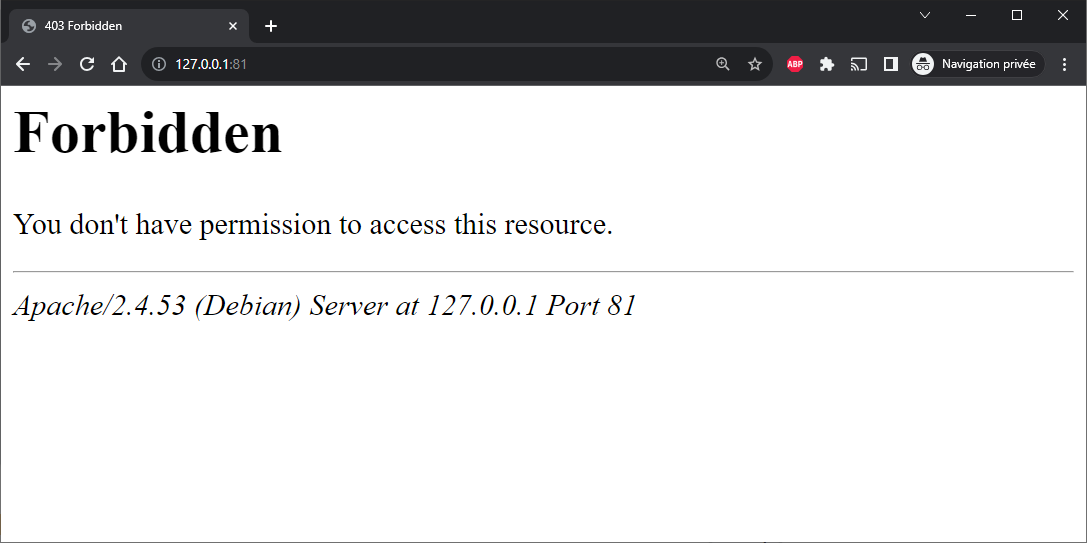 403 Forbidden
127.0.0.1:81
ABP
Navigation privée
Forbidden
You don't have permission to access this resource.
Apache/2.4.53 (Debian) Server at 127.0.0.1 Port 81